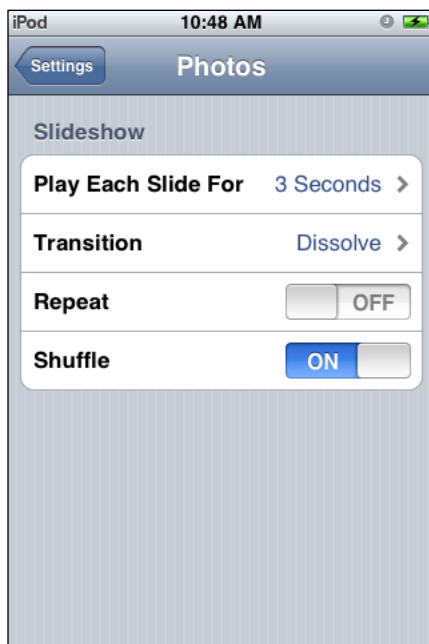 iPod 10:48 AM
Settings Photos
Slideshow
Play Each Slide For 3 Seconds
Transition Dissolve
Repeat OFF
Shuffle ON